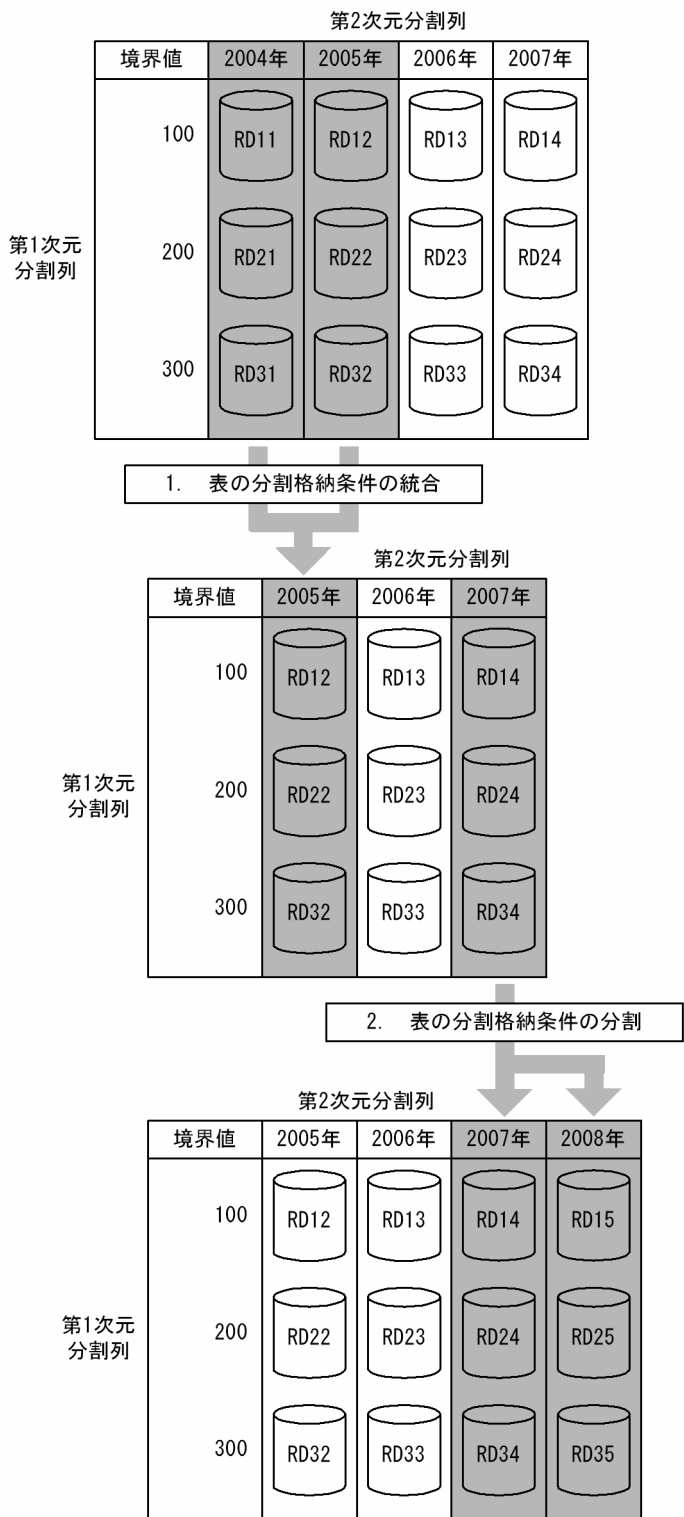 第2次元分割列
境界値 2004年 2005年 2006年 2007年
100 RD11 RD12 RD13 RD14
第1次元
分割列
200 RD21 RD22 RD23 RD24
300 RD31 RD32 RD33 RD34
1. 表の分割格納条件の統合
第2次元分割列
境界値 2005年 2006年 2007年
100 RD12 RD13 RD14
第1次元
分割列
200 RD22 RD23 RD24
300 RD32 RD33 RD34
2. 表の分割格納条件の分割
第2次元分割列
境界値 2005年 2006年 2007年 2008年
100 RD12 RD13 RD14 RD15
第1次元
分割列
200 RD22 RD23 RD24 RD25
300 RD32 RD33 RD34 RD35